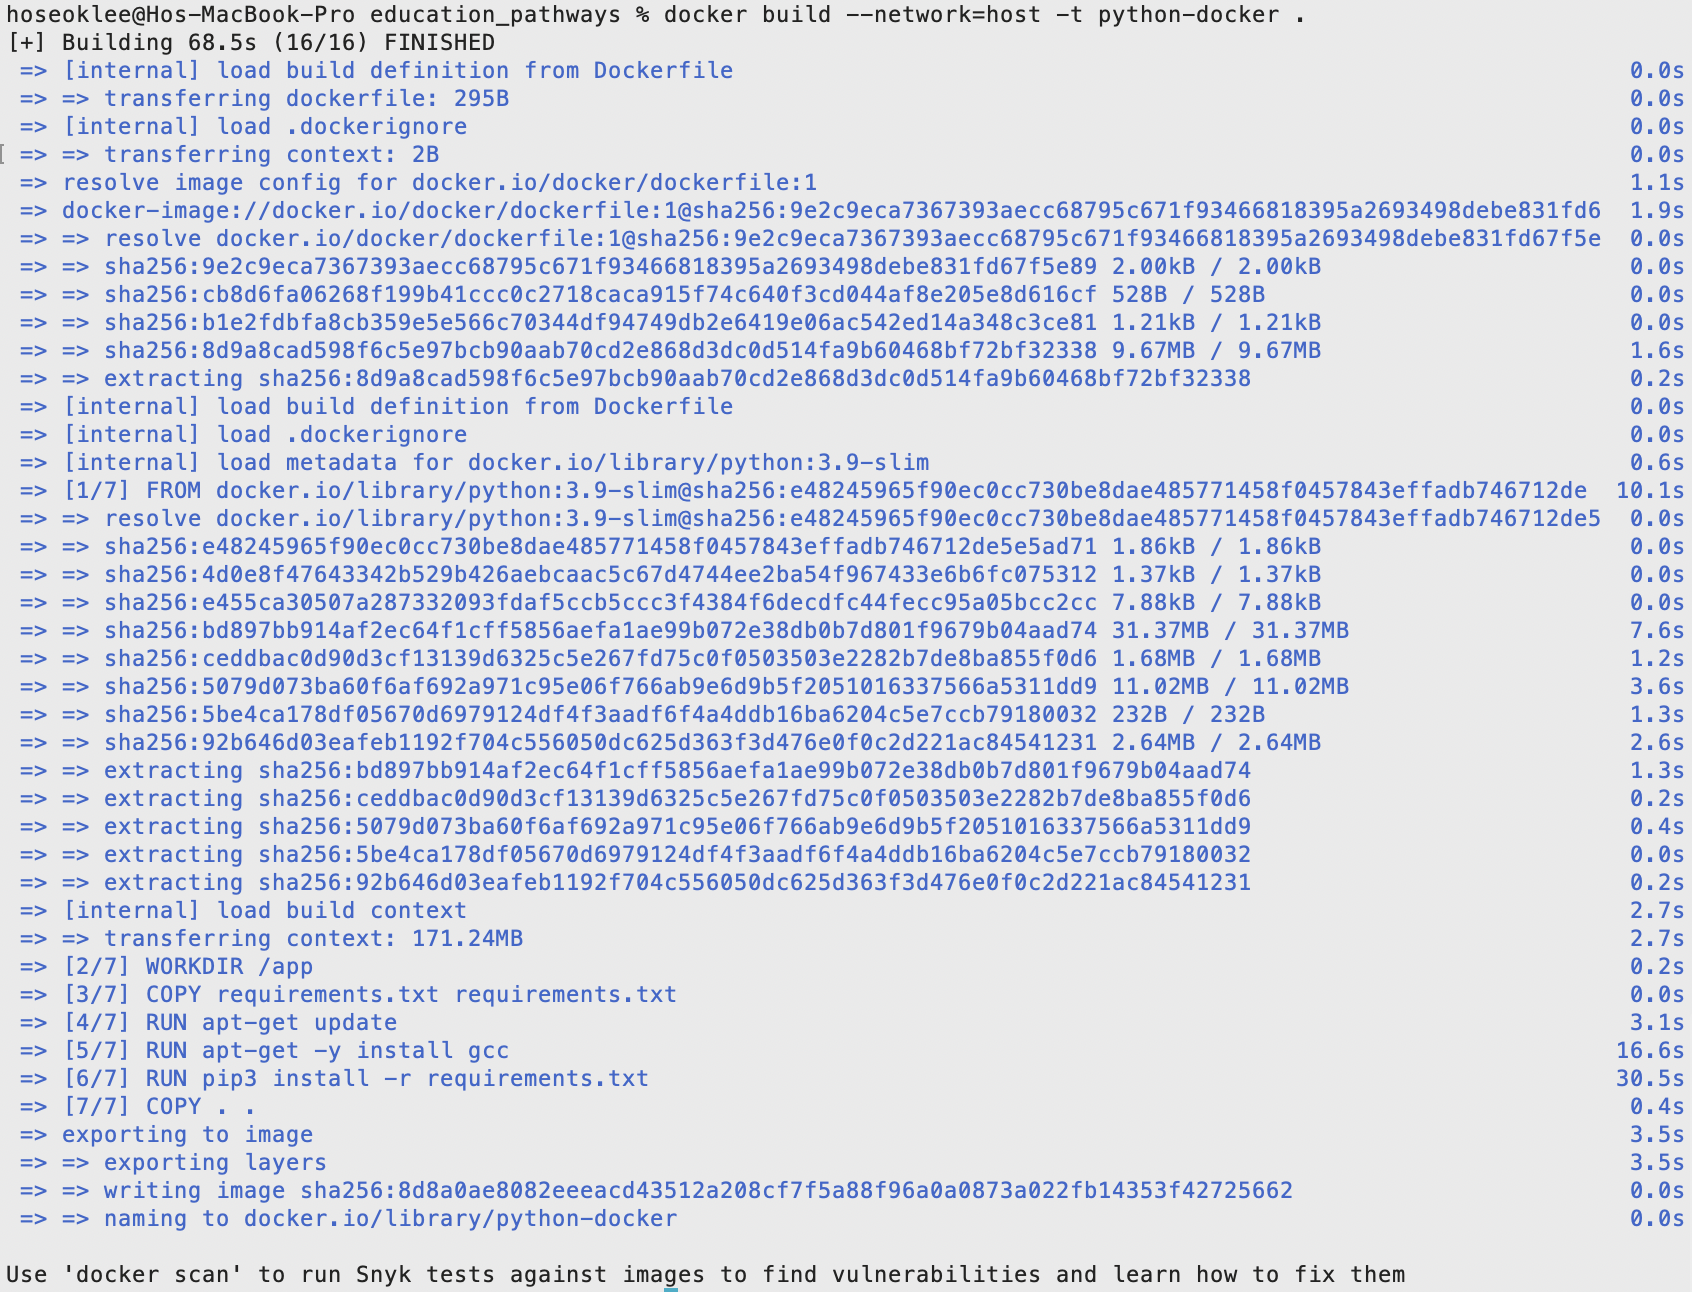 hoseoklee@Hos-MacBook-Pro education_pathways % docker build --network=host -t python-docker .
[+] Building 68.5s (16/16) FINISHED
=> [internal] load build definition from Dockerfile 0.0s
=> => transferring dockerfile: 295B 0.0s
=> [internal] load .dockerignore 0.0s
=> => transferring context: 2B 0.0s
=> resolve image config for docker.io/docker/dockerfile:1 1.1s
=> docker-image://docker.io/docker/dockerfile:1@sha256:9e2c9eca7367393aecc68795c671f93466818395a2693498debe831fd6 1.9s
=> => resolve docker.io/docker/dockerfile:1@sha256:9e2c9eca7367393aecc68795c671f93466818395a2693498debe831fd67f5e 0.0s
=> => sha256:9e2c9eca7367393aecc68795c671f93466818395a2693498debe831fd67f5e89 2.00kB / 2.00kB 0.0s
=> => sha256:cb8d6fa06268f199b41ccc0c2718caca915f74c640f3cd044af8e205e8d616cf 528B / 528B 0.0s
=> => sha256:b1e2fdbfa8cb359e5e566c70344df94749db2e6419e06ac542ed14a348c3ce81 1.21kB / 1.21kB 0.0s
=> => sha256:8d9a8cad598f6c5e97bcb90aab70cd2e868d3dc0d514fa9b60468bf72bf32338 9.67MB / 9.67MB 1.6s
=> => extracting sha256:8d9a8cad598f6c5e97bcb90aab70cd2e868d3dc0d514fa9b60468bf72bf32338 0.2s
=> [internal] load build definition from Dockerfile 0.0s
=> [internal] load .dockerignore 0.0s
=> [internal] load metadata for docker.io/library/python:3.9-slim 0.6s
=> [1/7] FROM docker.io/library/python:3.9-slim@sha256:e48245965f90ec0cc730be8dae485771458f0457843effadb746712de 10.1s
=> => resolve docker.io/library/python:3.9-slim@sha256:e48245965f90ec0cc730be8dae485771458f0457843effadb746712de5 0.0s
=> => sha256:e48245965f90ec0cc730be8dae485771458f0457843effadb746712de5e5ad71 1.86kB / 1.86kB 0.0s
=> => sha256:4d0e8f47643342b529b426aebcaac5c67d4744ee2ba54f967433e6b6fc075312 1.37kB / 1.37kB 0.0s
=> => sha256:e455ca30507a287332093fdaf5ccb5ccc3f4384f6decdfc44fecc95a05bcc2cc 7.88kB / 7.88kB 0.0s
=> => sha256:bd897bb914af2ec64f1cff5856aefa1ae99b072e38db0b7d801f9679b04aad74 31.37MB / 31.37MB 7.6s
=> => sha256:ceddbac0d90d3cf13139d6325c5e267fd75c0f0503503e2282b7de8ba855f0d6 1.68MB / 1.68MB 1.2s
=> => sha256:5079d073ba60f6af692a971c95e06f766ab9e6d9b5f2051016337566a5311dd9 11.02MB / 11.02MB 3.6s
=> => sha256:5be4ca178df05670d6979124df4f3aadf6f4a4ddb16ba6204c5e7ccb79180032 232B / 232B 1.3s
=> => sha256:92b646d03eafeb1192f704c556050dc625d363f3d476e0f0c2d221ac84541231 2.64MB / 2.64MB 2.6s
=> => extracting sha256:bd897bb914af2ec64f1cff5856aefa1ae99b072e38db0b7d801f9679b04aad74 1.3s
=> => extracting sha256:ceddbac0d90d3cf13139d6325c5e267fd75c0f0503503e2282b7de8ba855f0d6 0.2s
=> => extracting sha256:5079d073ba60f6af692a971c95e06f766ab9e6d9b5f2051016337566a5311dd9 0.4s
=> => extracting sha256:5be4ca178df05670d6979124df4f3aadf6f4a4ddb16ba6204c5e7ccb79180032 0.0s
=> => extracting sha256:92b646d03eafeb1192f704c556050dc625d363f3d476e0f0c2d221ac84541231 0.2s
=> [internal] load build context 2.7s
=> => transferring context: 171.24MB 2.7s
=> [2/7] WORKDIR /app 0.2s
=> [3/7] COPY requirements.txt requirements.txt 0.0s
=> [4/7] RUN apt-get update 3.1s
=> [5/7] RUN apt-get -y install gcc 16.6s
=> [6/7] RUN pip3 install -r requirements.txt 30.5s
=> [7/7] COPY . . 0.4s
=> exporting to image 3.5s
=> => exporting layers 3.5s
=> => writing image sha256:8d8a0ae8082eeeacd43512a208cf7f5a88f96a0a0873a022fb14353f42725662 0.0s
=> => naming to docker.io/library/python-docker 0.0s
Use 'docker scan' to run Snyk tests against images to find vulnerabilities and learn how to fix them